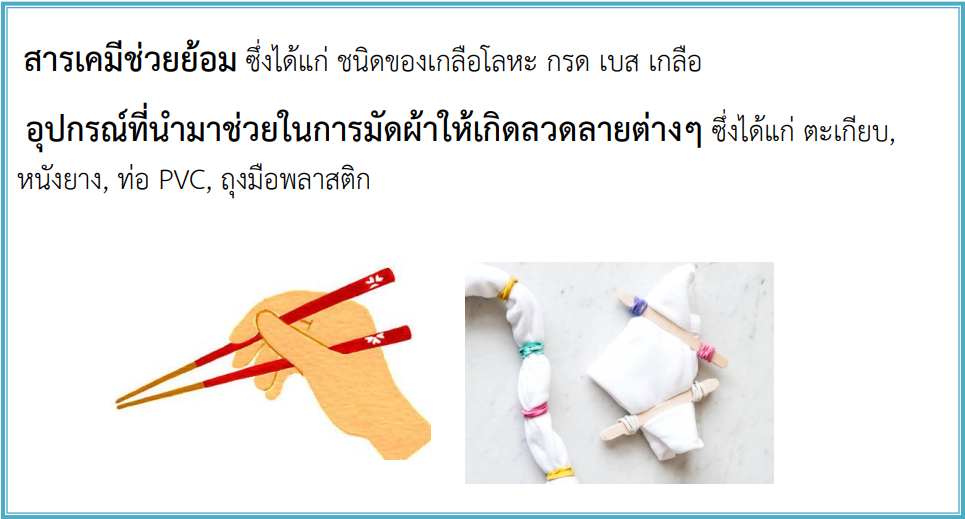 สารเคมีช่วยย้อม ซึ่งได้แก่ ชนิดของเกลือโลหะ กรด เบส เกลือ
อุปกรณ์ที่นำมาช่วยในการมัดผ้าให้เกิดลวดลายต่างๆ ซึ่งได้แก่ ตะเกียบ,
หนังยาง, ท่อ PVC, ถุงมือพลาสติก